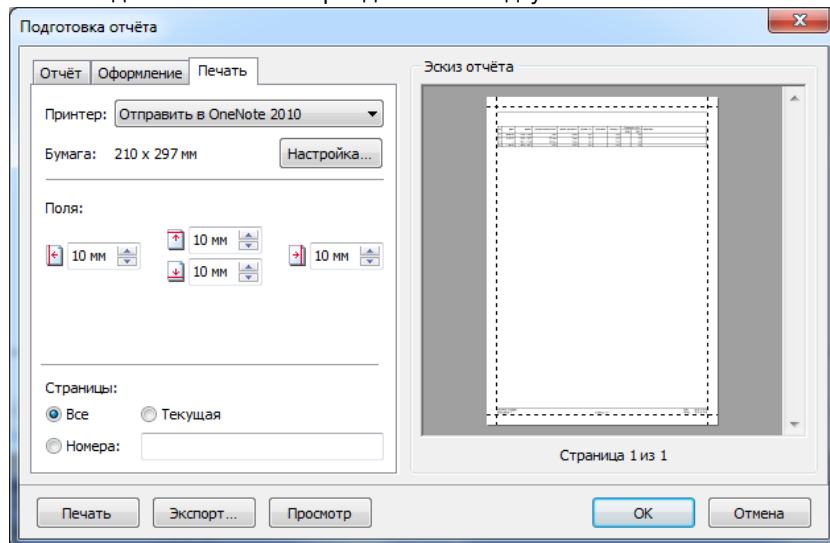 Подготовка отчёта
Отчёт Оформление Печать
Принтер: Отправить в OneNote 2010
Бумага: 210 x 297 мм Настройка...
Поля:
10 мм
10 мм
10 мм
10 мм
Страницы:
Все Текущая
Номера:
Эскиз отчёта
Страница 1 из 1
Печать Экспорт... Просмотр OK Отмена